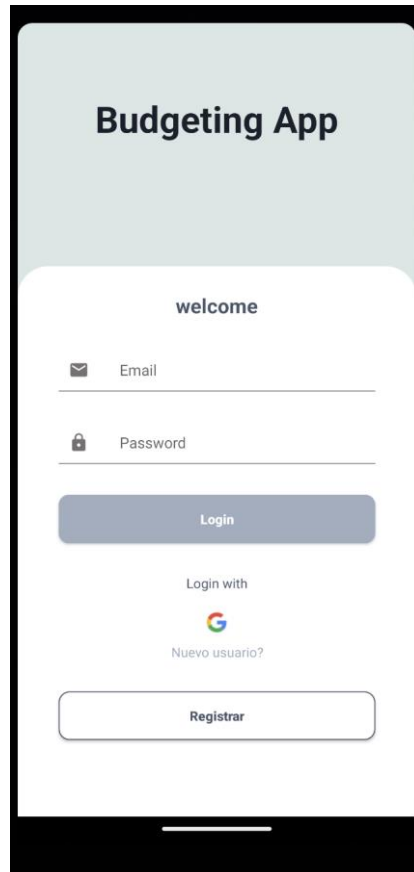 Budgeting App
welcome
Email
Password
Login
Login with
Nuevo usuario?
Registrar